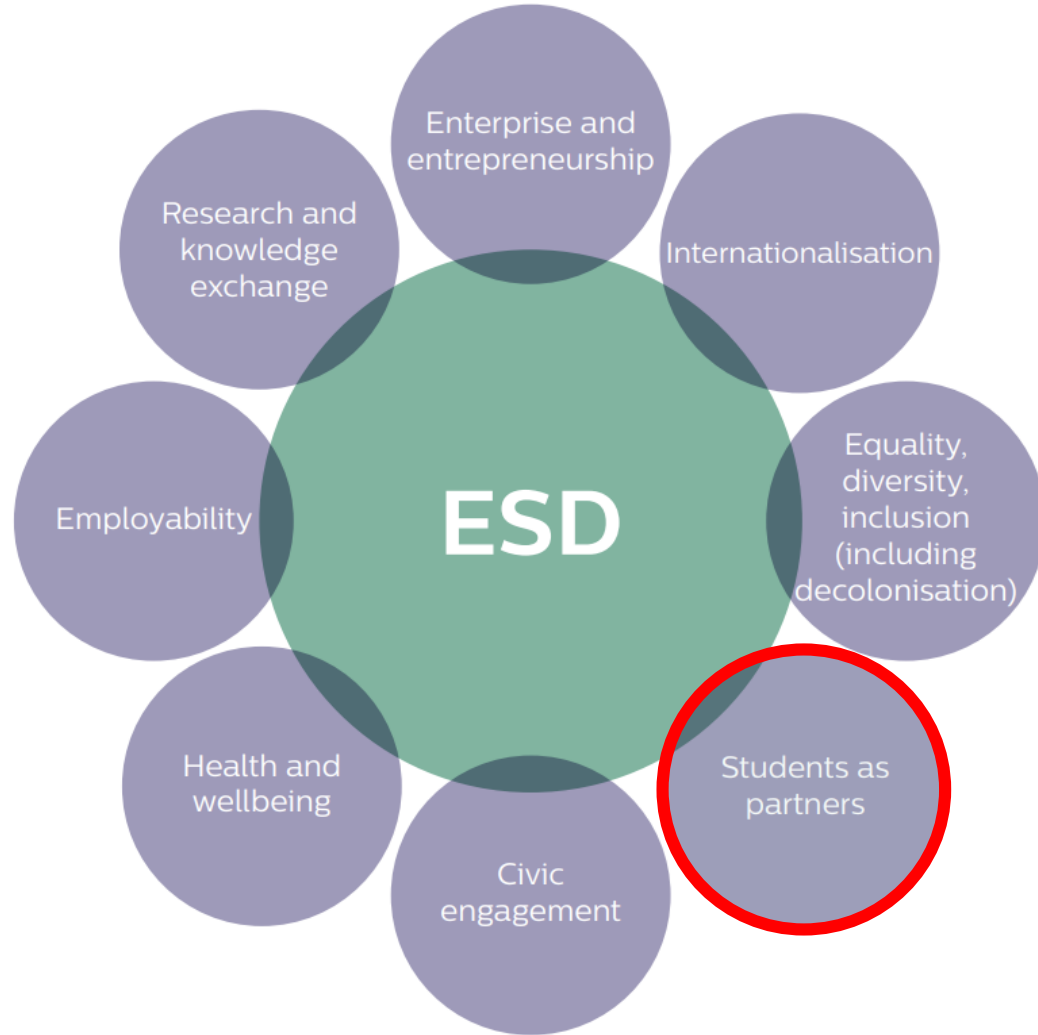 Enterprise and
entrepreneurship
Internationalisation
Equality,
diversity,
inclusion
(including
decolonisation)
Students as
partners
Civic
engagement
Health and
wellbeing
Employability
Research and
knowledge
exchange
ESD